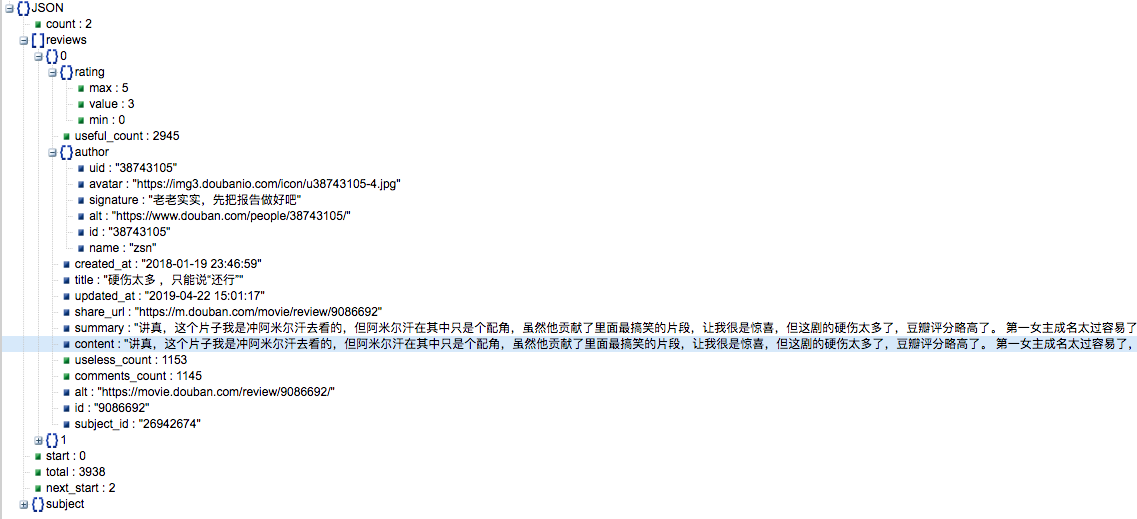 JSON
count : 2
reviews
0
rating
max : 5
value : 3
min : 0
useful_count : 2945
author
uid : "38743105"
avatar : "https://img3.doubanio.com/icon/u38743105-4.jpg"
signature : "老老实实，先把报告做好吧"
alt : "https://www.douban.com/people/38743105/"
id : "38743105"
name : "zsn"
created_at : "2018-01-19 23:46:59"
title : "硬伤太多 ，只能说“还行”"
updated_at : "2019-04-22 15:01:17"
share_url : "https://m.douban.com/movie/review/9086692"
summary : "讲真，这个片子我是冲阿米尔汗去看的，但阿米尔汗在其中只是个配角，虽然他贡献了里面最搞笑的片段，让我很是惊喜，但这剧的硬伤太多了，豆瓣评分略高了。 第一女主成名太过容易了
content : "讲真，这个片子我是冲阿米尔汗去看的，但阿米尔汗在其中只是个配角，虽然他贡献了里面最搞笑的片段，让我很是惊喜，但这剧的硬伤太多了，豆瓣评分略高了。 第一女主成名太过容易了，
useless_count : 1153
comments_count : 1145
alt : "https://movie.douban.com/review/9086692/"
id : "9086692"
subject_id : "26942674"
1
start : 0
total : 3938
next_start : 2
subject